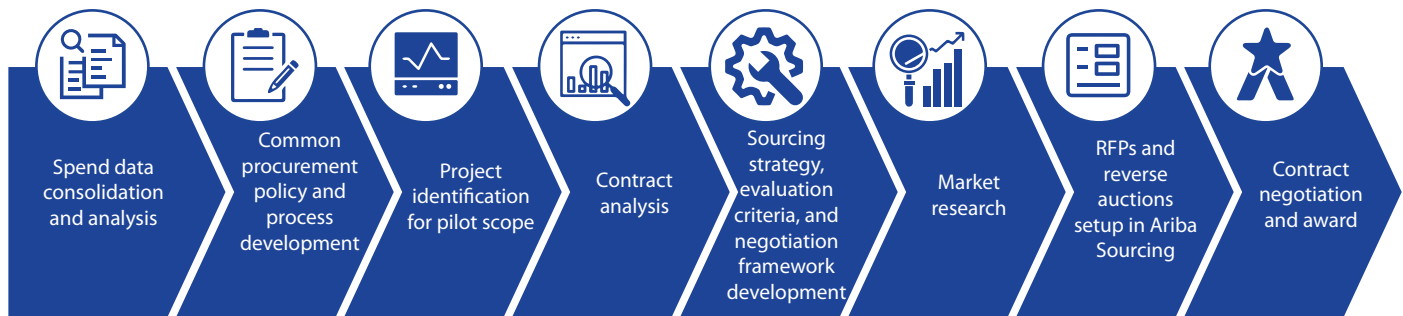 Spend data
consolidation
and analysis
Common
procurement
policy and
process
development
Project
identification
for pilot scope
Contract
analysis
Sourcing
strategy,
evaluation
criteria, and
negotiation
framework
development
Market
research
RFPs and
reverse
auctions
setup in Ariba
Sourcing
Contract
negotiation
and award